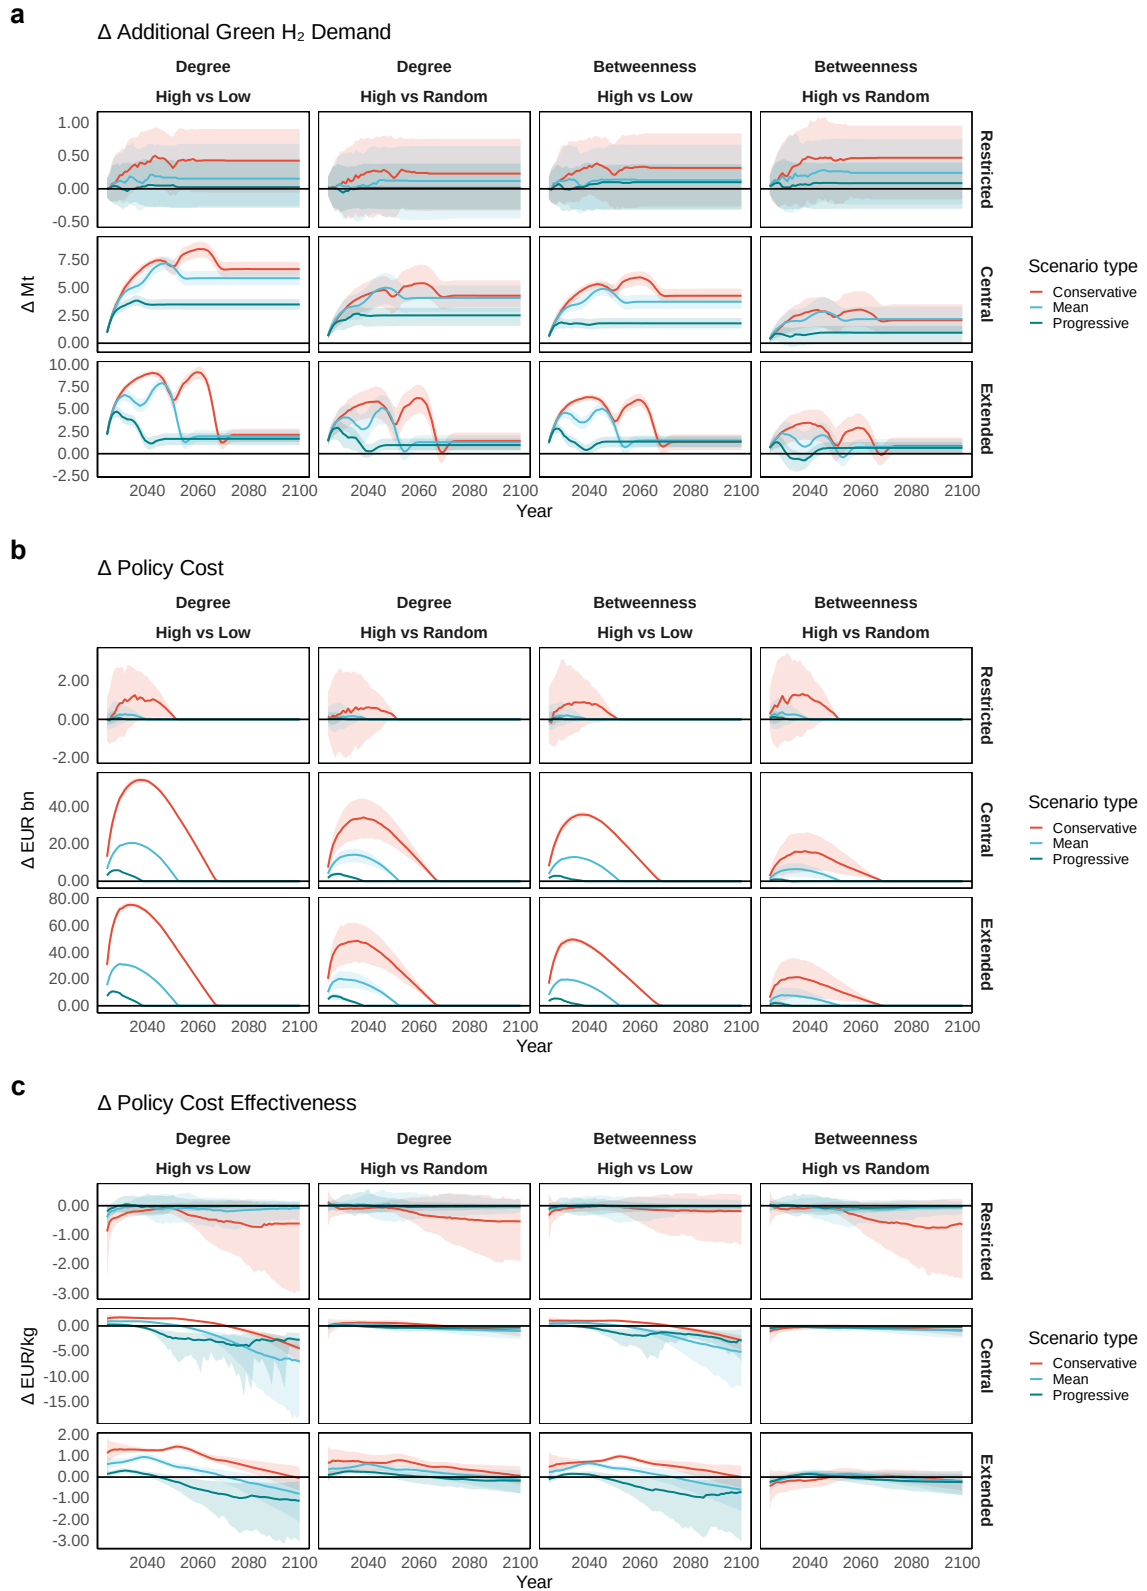 a
Δ Additional Green H₂ Demand
Degree Degree Betweenness Betweenness
High vs Low High vs Random High vs Low High vs Random
1.00
0.50
0.00
-0.50
Restricted
7.50
5.00
2.50
0.00
Central
10.00
7.50
5.00
2.50
0.00
-2.50
Extended
Δ Mt
2040 2060 2080 2100 2040 2060 2080 2100 2040 2060 2080 2100 2040 2060 2080 2100
Year
Scenario type
Conservative
Mean
Progressive
b
Δ Policy Cost
Degree Degree Betweenness Betweenness
High vs Low High vs Random High vs Low High vs Random
2.00
0.00
-2.00
Restricted
40.00
20.00
0.00
Central
80.00
60.00
40.00
20.00
0.00
Extended
Δ EUR bn
2040 2060 2080 2100 2040 2060 2080 2100 2040 2060 2080 2100 2040 2060 2080 2100
Year
Scenario type
Conservative
Mean
Progressive
c
Δ Policy Cost Effectiveness
Degree Degree Betweenness Betweenness
High vs Low High vs Random High vs Low High vs Random
0.00
-1.00
-2.00
-3.00
Restricted
0.00
-5.00
-10.00
-15.00
Central
2.00
1.00
0.00
-1.00
-2.00
-3.00
Extended
Δ EUR/kg
2040 2060 2080 2100 2040 2060 2080 2100 2040 2060 2080 2100 2040 2060 2080 2100
Year
Scenario type
Conservative
Mean
Progressive